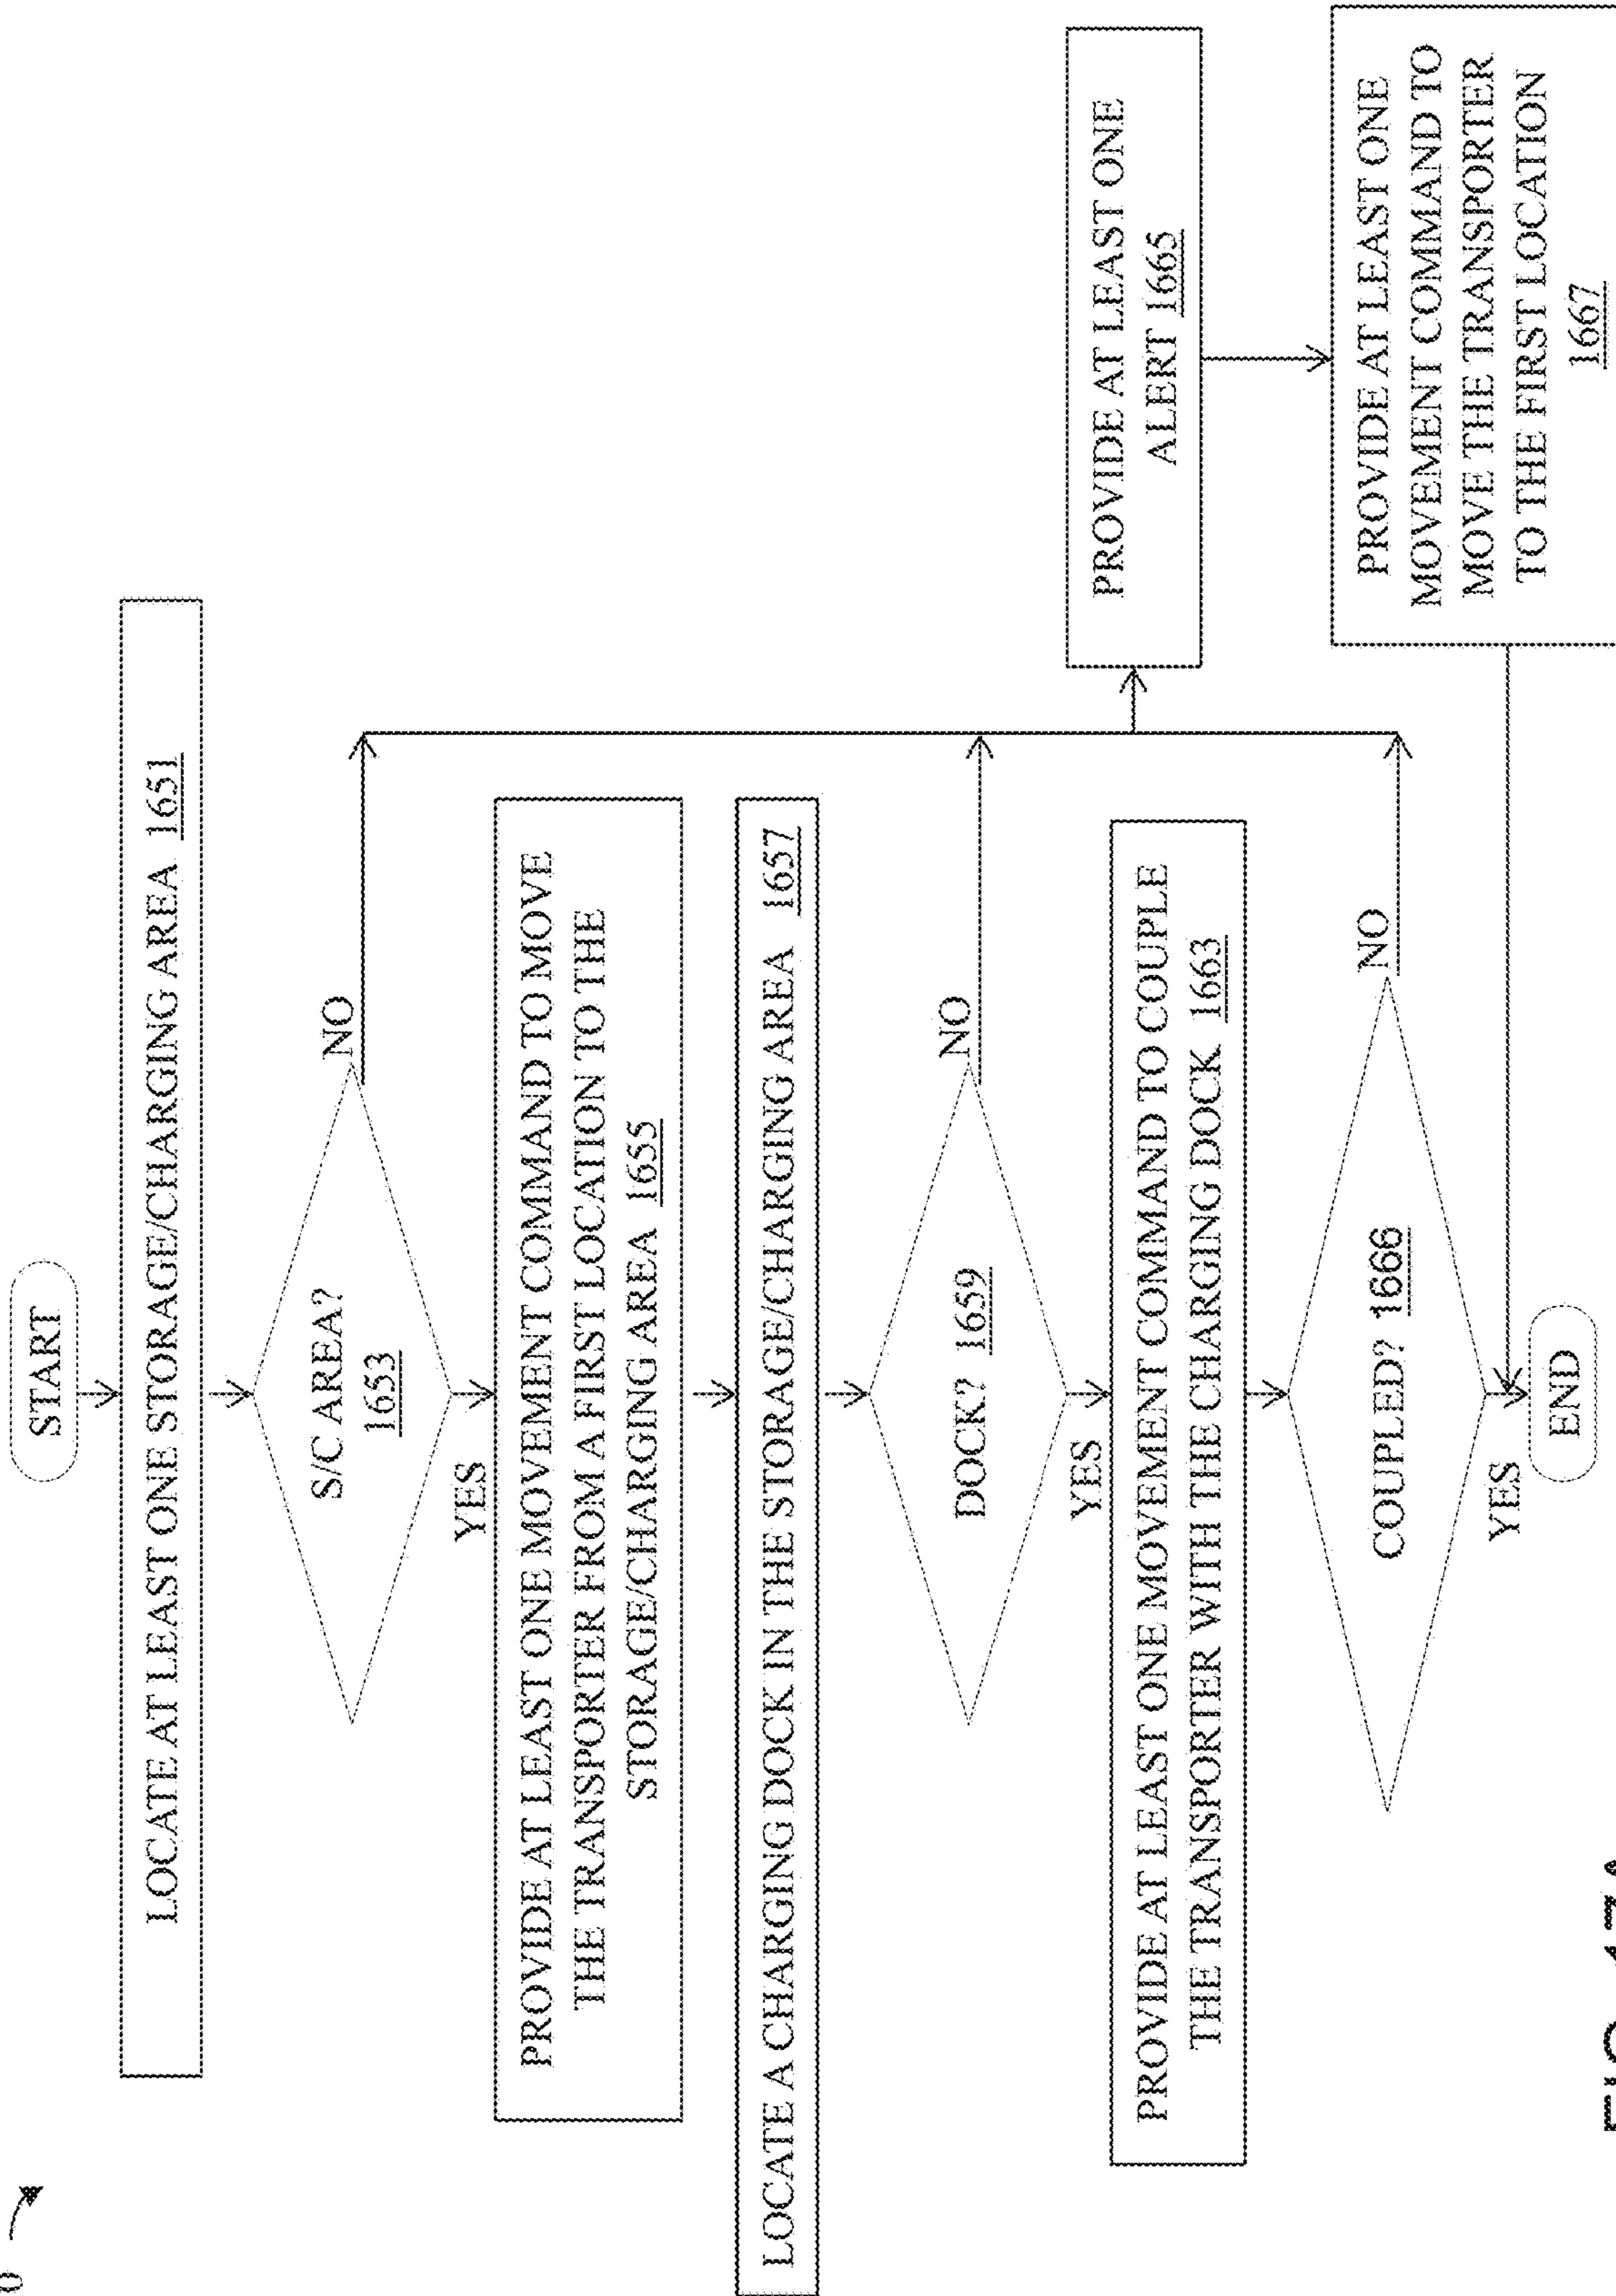 START
LOCATE AT LEAST ONE STORAGE/CHARGING AREA 1651
S/C AREA?
1653
NO
YES
PROVIDE AT LEAST ONE MOVEMENT COMMAND TO MOVE
THE TRANSPORTER FROM A FIRST LOCATION TO THE
STORAGE/CHARGING AREA 1655
LOCATE A CHARGING DOCK IN THE STORAGE/CHARGING AREA 1657
DOCK? 1659
NO
YES
PROVIDE AT LEAST ONE MOVEMENT COMMAND TO COUPLE
THE TRANSPORTER WITH THE CHARGING DOCK 1663
COUPLED? 1666
NO
YES
END
PROVIDE AT LEAST ONE
ALERT 1665
PROVIDE AT LEAST ONE
MOVEMENT COMMAND TO
MOVE THE TRANSPORTER
TO THE FIRST LOCATION
1667